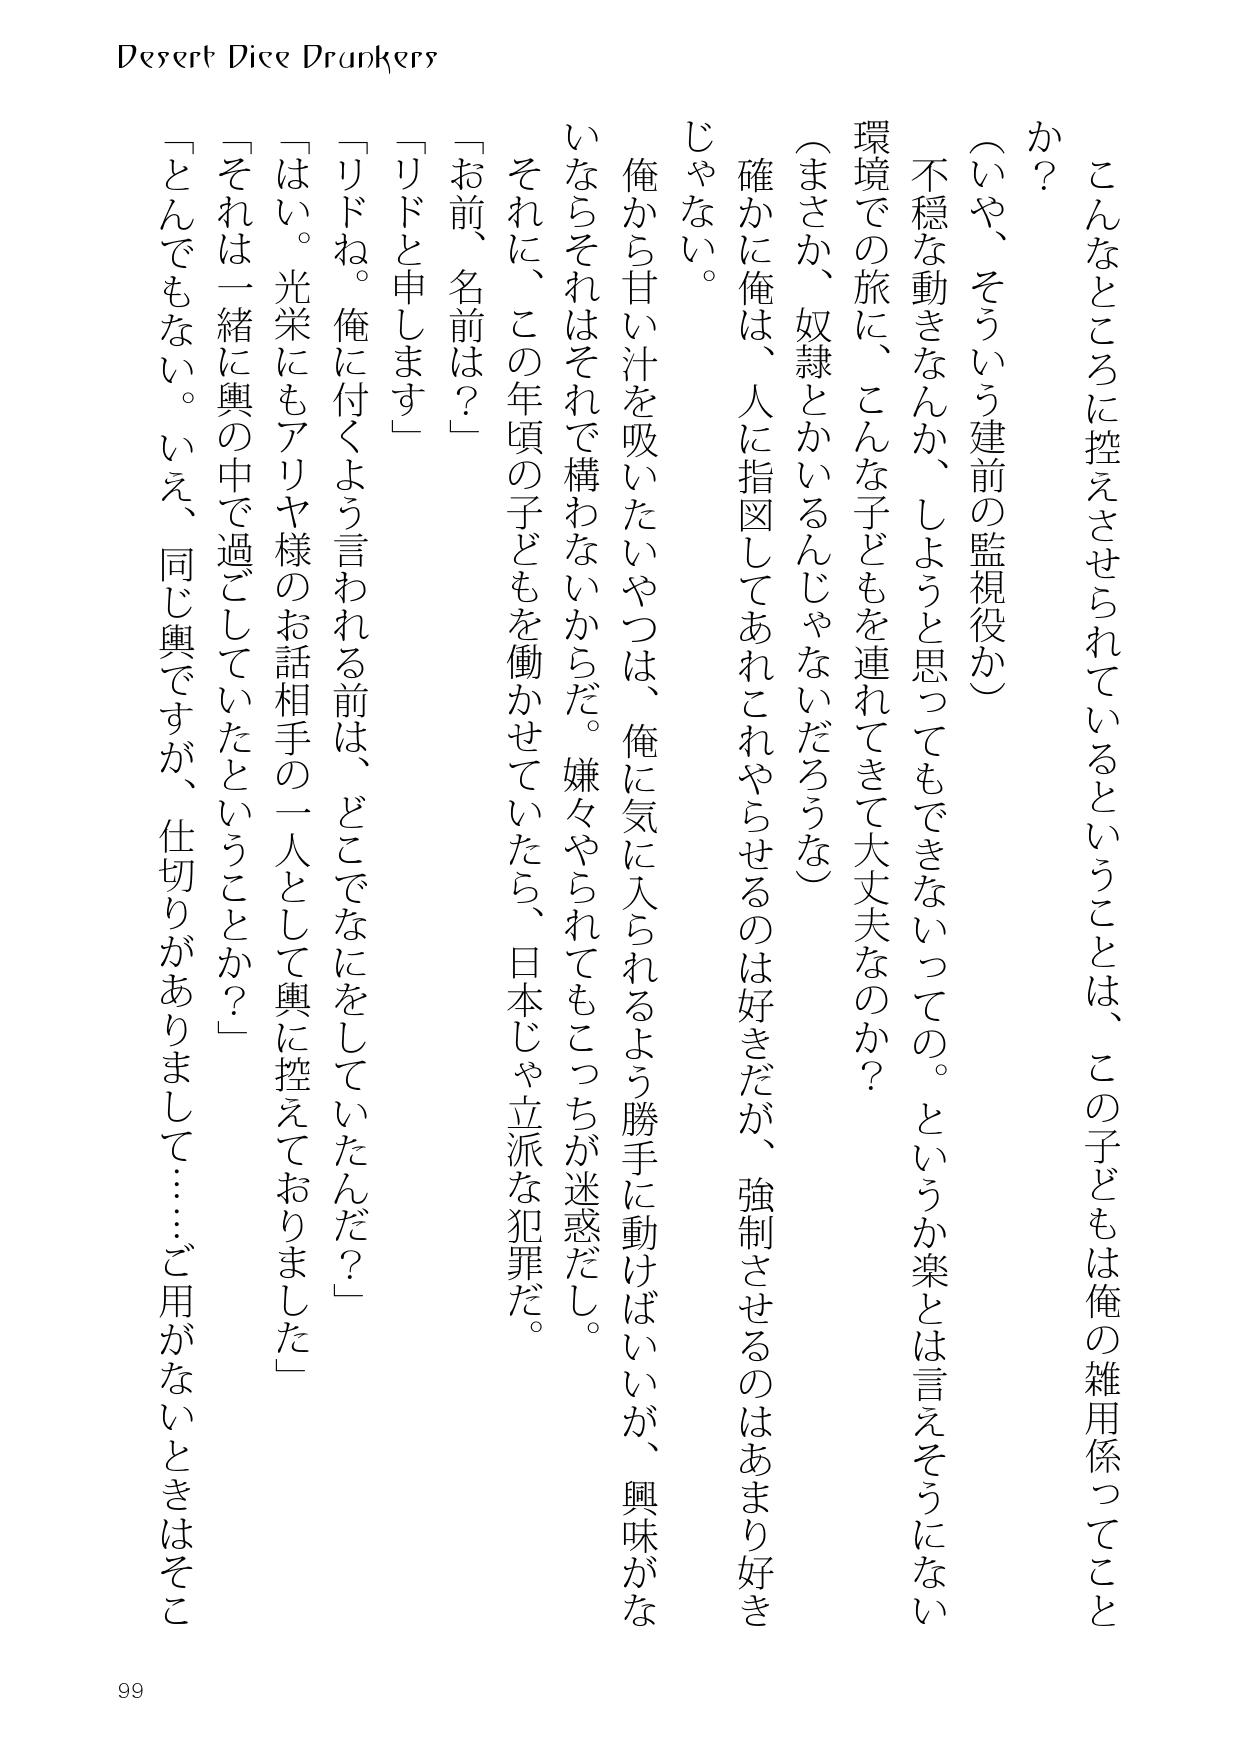 Desert Dice Drunkers
　こんなところに控えさせられているということは、この子どもは俺の雑用係ってこと
か？
（いや、そういう建前の監視役か）
　不穏な動きなんか、しようと思ってもできないっての。というか楽とは言えそうにない
環境での旅に、こんな子どもを連れてきて大丈夫なのか？
（まさか、奴隷とかいるんじゃないだろうな）
　確かに俺は、人に指図してあれこれやらせるのは好きだが、強制させるのはあまり好き
じゃない。
　俺から甘い汁を吸いたいやつは、俺に気に入られるよう勝手に動けばいいが、興味がな
いならそれはそれで構わないからだ。嫌々やられてもこっちが迷惑だし。
　それに、この年頃の子どもを働かせていたら、日本じゃ立派な犯罪だ。
「お前、名前は？」
「リドと申します」
「リドね。俺に付くよう言われる前は、どこでなにをしていたんだ？」
「はい。光栄にもアリヤ様のお話相手の一人として輿に控えておりました」
「それは一緒に輿の中で過ごしていたということか？」
「とんでもない。いえ、同じ輿ですが、仕切りがありまして……ご用がないときはそこ
99